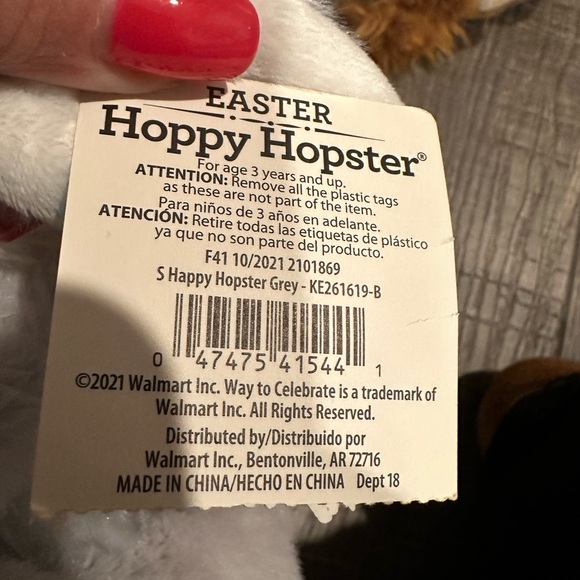 EASTER
Hoppy Hopster®
For age 3 years and up.
ATTENTION: Remove all the plastic tags
as these are not part of the item.
Para niños de 3 años en adelante.
ATENCIÓN: Retire todas las etiquetas de plástico
ya que no son parte del producto.
F41 10/2021 2101869
S Happy Hopster Grey - KE261619-B
0 47475 41544 1
©2021 Walmart Inc. Way to Celebrate is a trademark of
Walmart Inc. All Rights Reserved.
Distributed by/Distribuido por
Walmart Inc., Bentonville, AR 72716
MADE IN CHINA/HECHO EN CHINA Dept 18